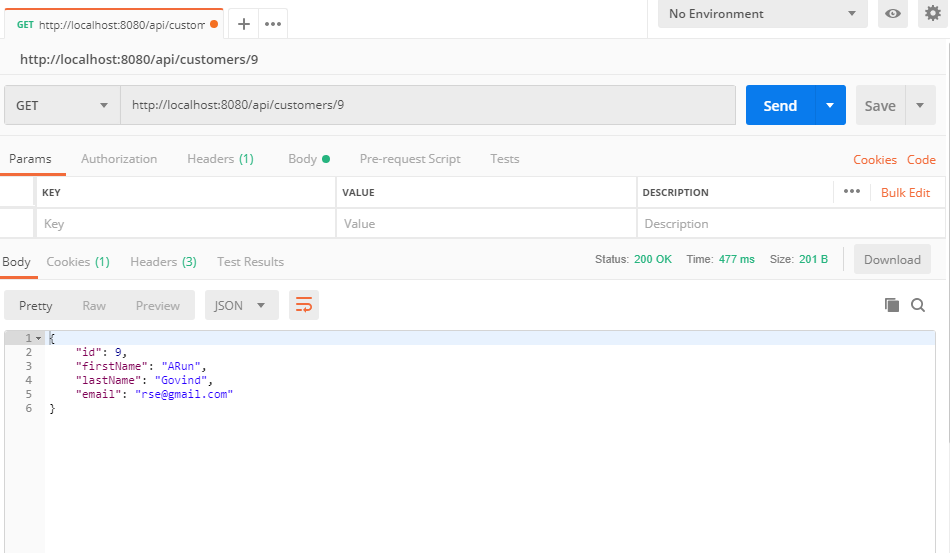 GET http://localhost:8080/api/custom
No Environment
http://localhost:8080/api/customers/9
GET http://localhost:8080/api/customers/9 Send Save
Params Authorization Headers (1) Body Pre-request Script Tests Cookies Code
KEY VALUE DESCRIPTION Bulk Edit
Key Value Description
Body Cookies (1) Headers (3) Test Results Status: 200 OK Time: 477 ms Size: 201 B Download
Pretty Raw Preview JSON
1 {
2 "id": 9,
3 "firstName": "ARun",
4 "lastName": "Govind",
5 "email": "rse@gmail.com"
6 }